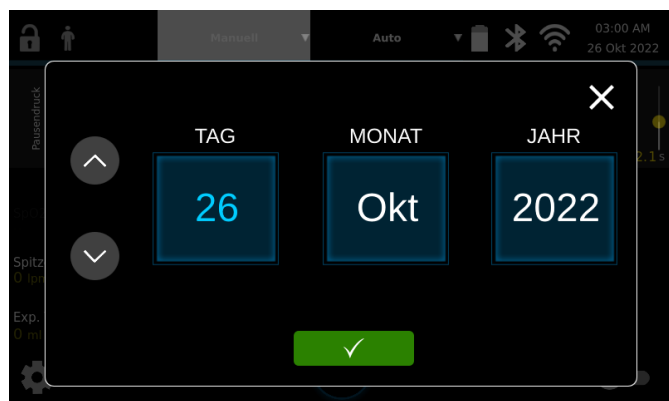 Manuell
Auto
03:00 AM
26 Okt 2022
Pausendruck
TAG
MONAT
JAHR
2.1 s
26
Okt
2022
Spitz
0 lpm
Exp.
0 ml